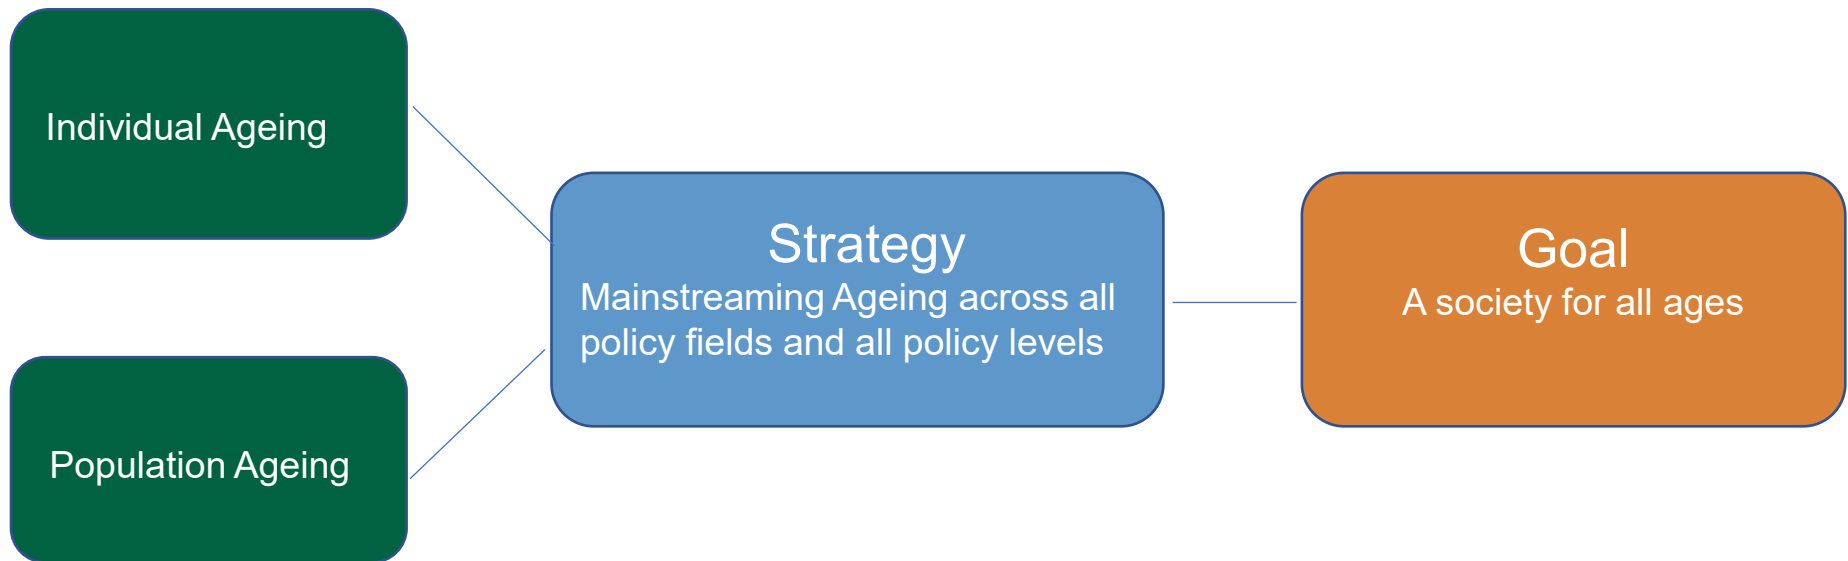 Individual Ageing
Population Ageing
Strategy
Mainstreaming Ageing across all
policy fields and all policy levels
Goal
A society for all ages